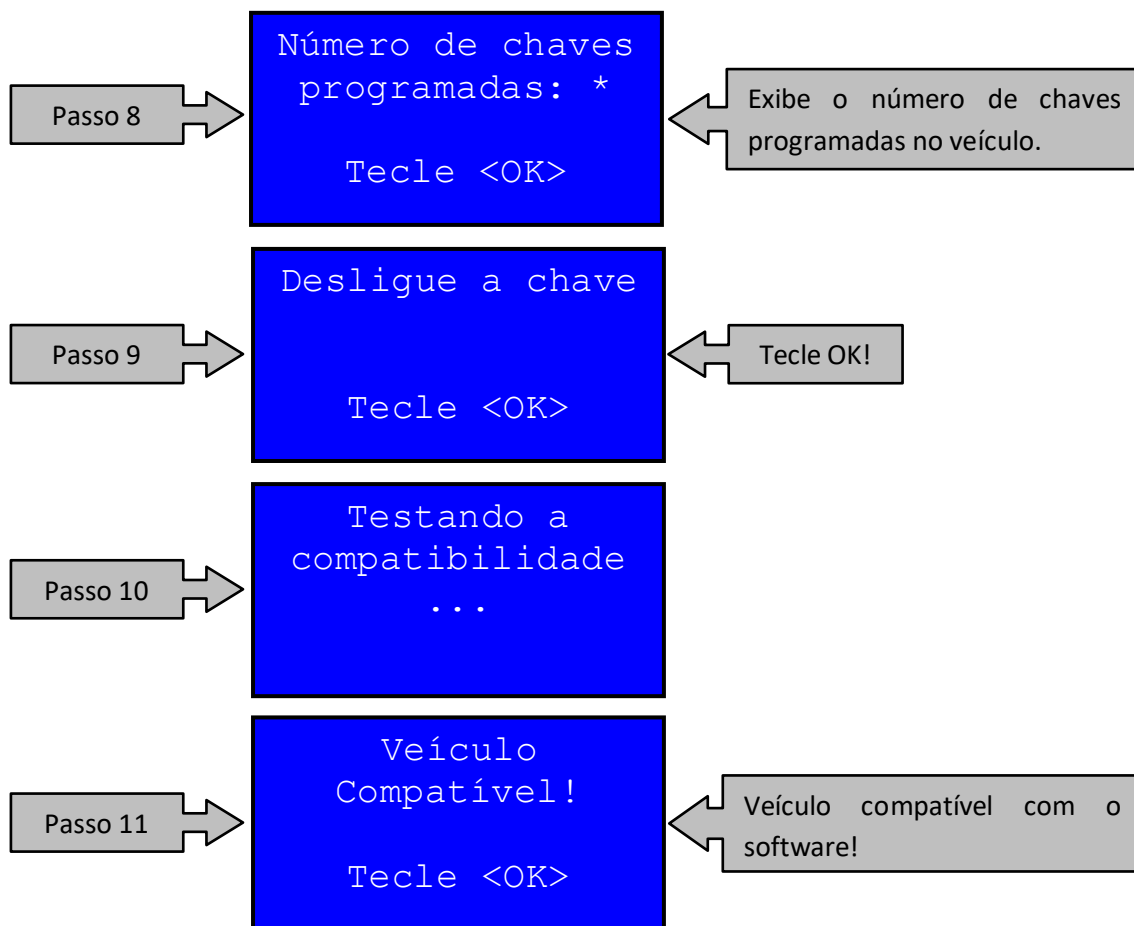 Passo 8
Número de chaves
programadas: *
Tecle <OK>
Exibe o número de chaves
programadas no veículo.
Passo 9
Desligue a chave
Tecle <OK>
Tecle OK!
Passo 10
Testando a
compatibilidade
...
Passo 11
Veículo
Compatível!
Tecle <OK>
Veículo compatível com o
software!